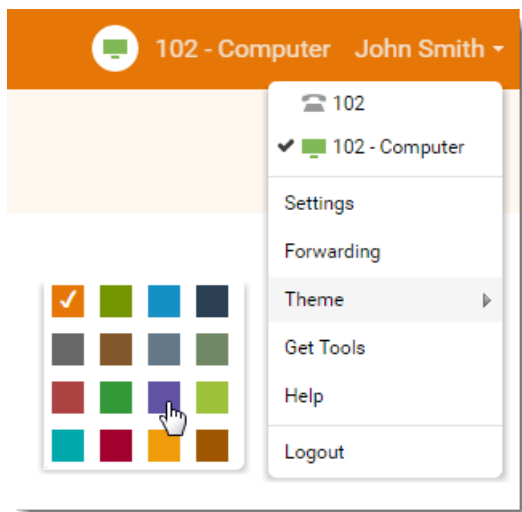 102 - Computer John Smith
102
102 - Computer
Settings
Forwarding
Theme
Get Tools
Help
Logout